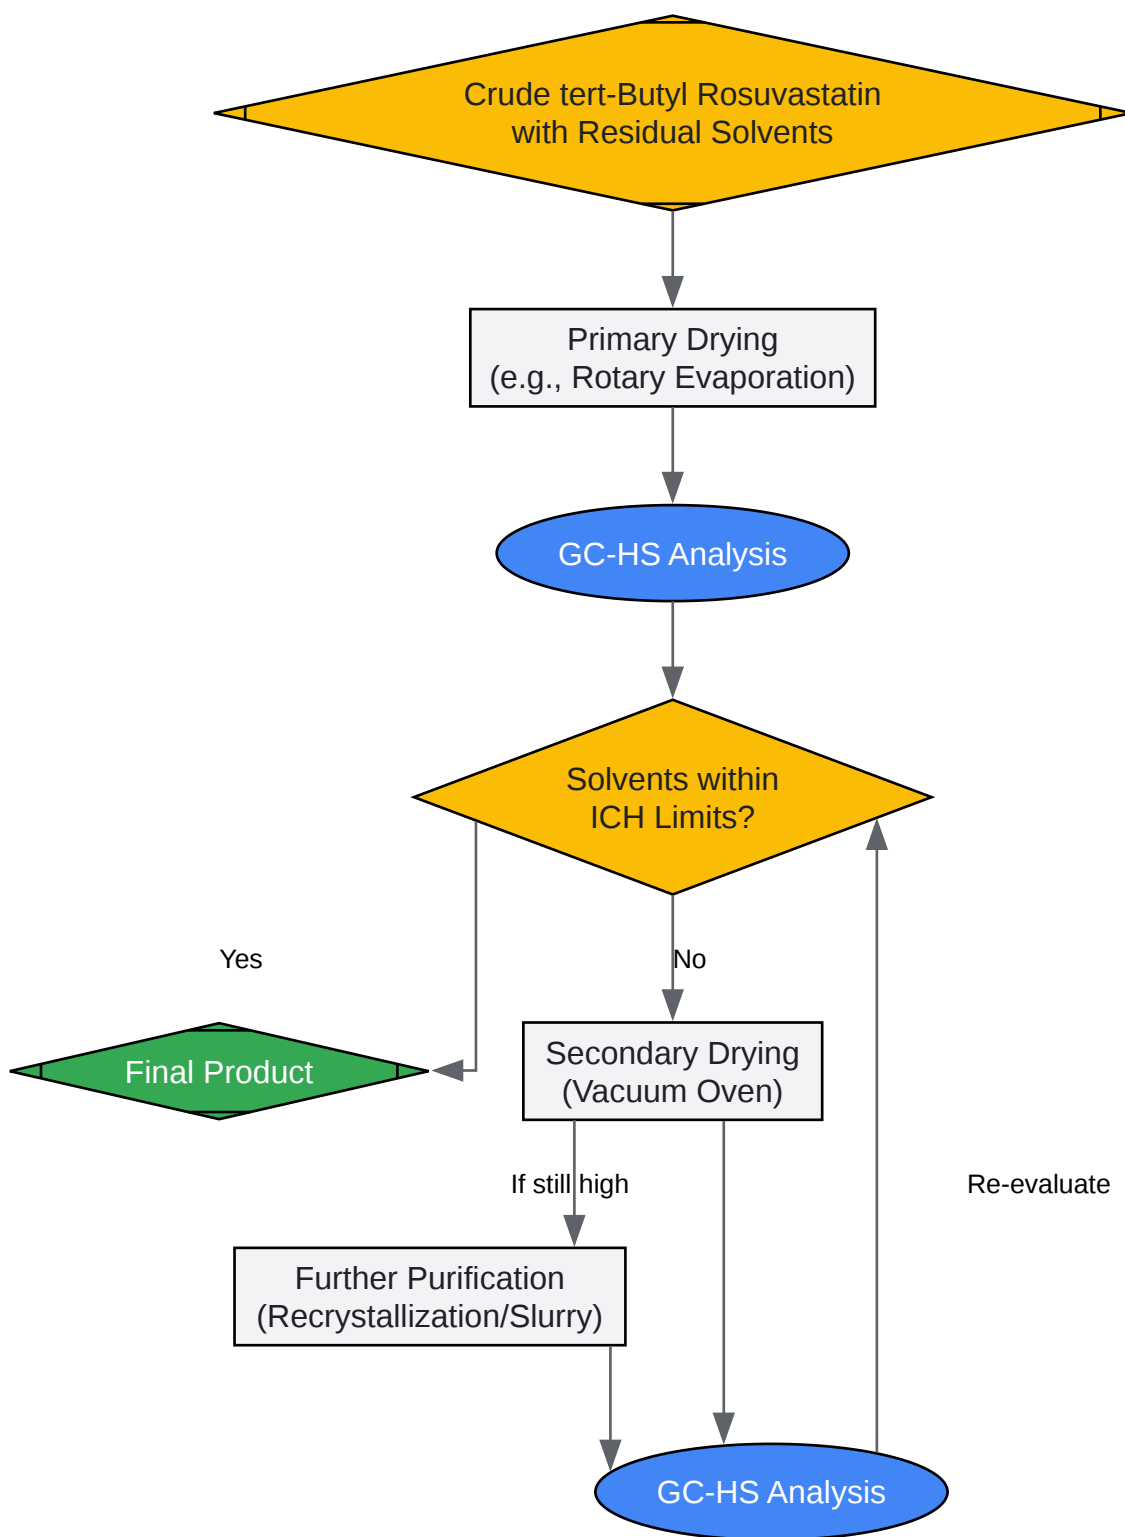 Crude tert-Butyl Rosuvastatin
with Residual Solvents
Primary Drying
(e.g., Rotary Evaporation)
GC-HS Analysis
Solvents within
ICH Limits?
Yes
No
Final Product
Secondary Drying
(Vacuum Oven)
If still high
Re-evaluate
Further Purification
(Recrystallization/Slurry)
GC-HS Analysis